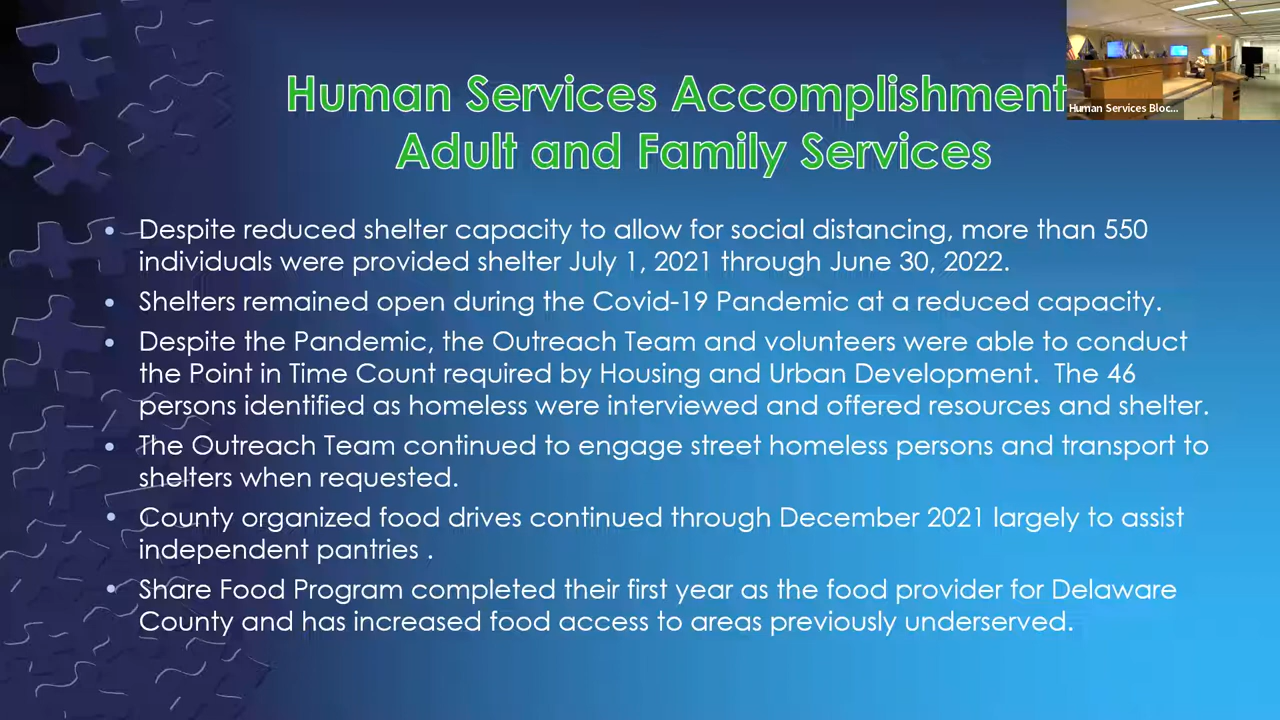 Human Services Accomplishment
Adult and Family Services
Human Services Bloc...
• Despite reduced shelter capacity to allow for social distancing, more than 550
individuals were provided shelter July 1, 2021 through June 30, 2022.
• Shelters remained open during the Covid-19 Pandemic at a reduced capacity.
• Despite the Pandemic, the Outreach Team and volunteers were able to conduct
the Point in Time Count required by Housing and Urban Development.  The 46
persons identified as homeless were interviewed and offered resources and shelter.
• The Outreach Team continued to engage street homeless persons and transport to
shelters when requested.
• County organized food drives continued through December 2021 largely to assist
independent pantries .
• Share Food Program completed their first year as the food provider for Delaware
County and has increased food access to areas previously underserved.